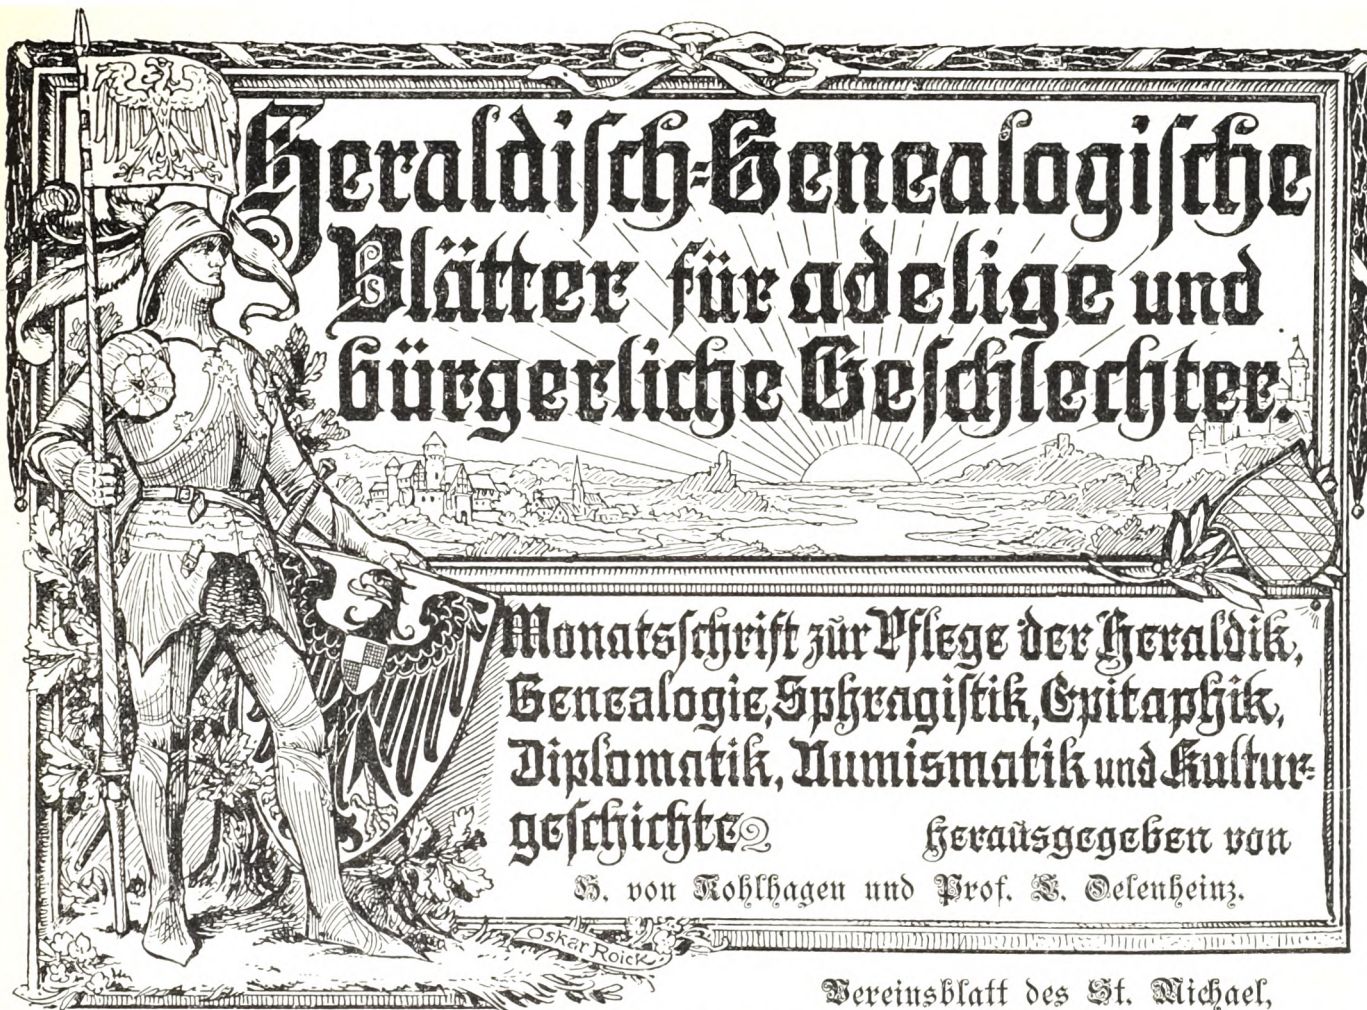 Heraldisch-Genealogische
Blätter für adelige und
bürgerliche Geschlechter.
Monatsschrift zur Pflege der Heraldik,
Genealogie, Sphragistik, Epitaphik,
Diplomatik, Numismatik und Kultur-
geschichte
Herausgegeben von
H. von Kohlhagen und Prof. L. Oelenheinz.
Oskar Roick
Vereinsblatt des St. Michael,